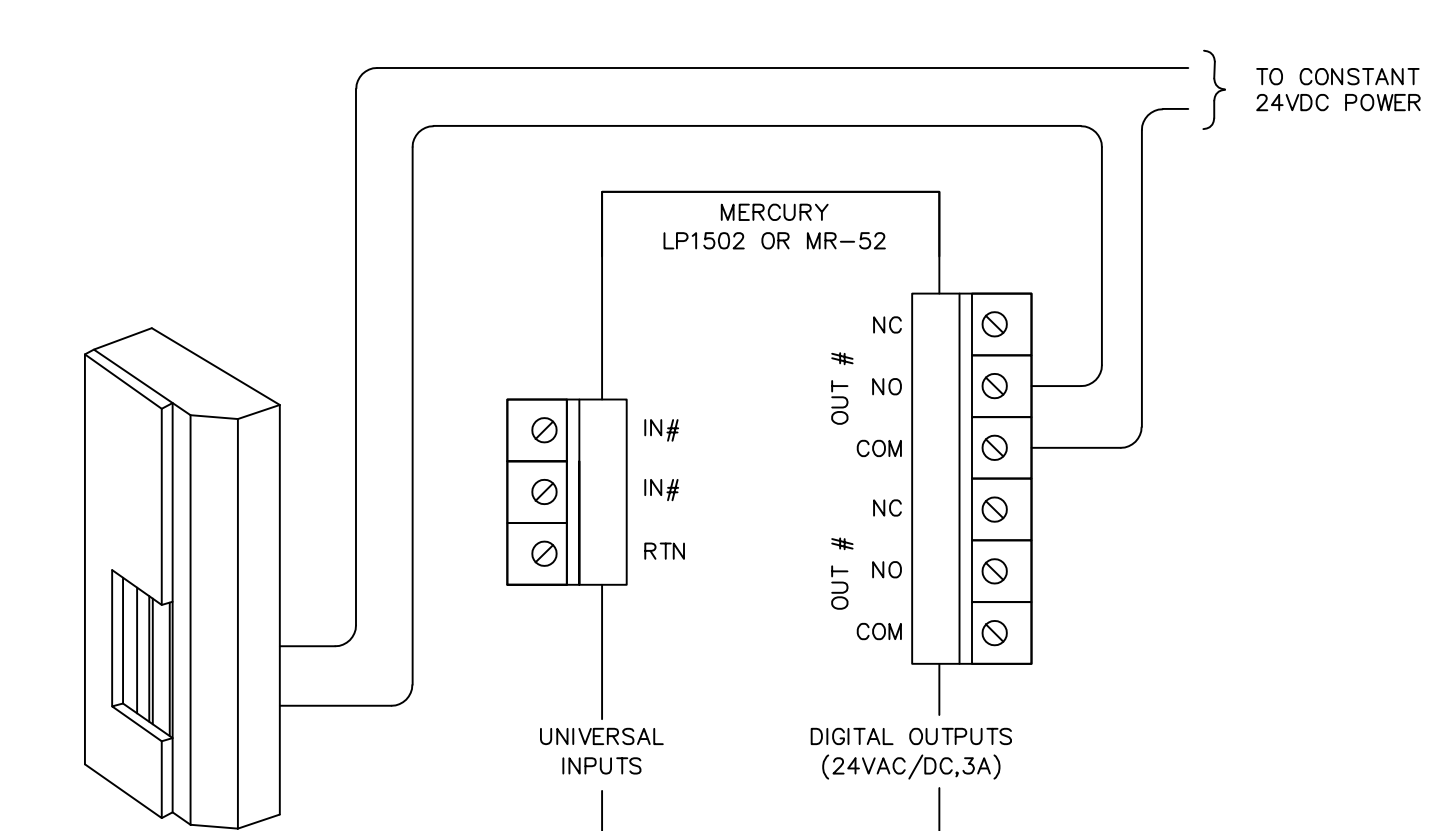 TO CONSTANT
24VDC POWER
MERCURY
LP1502 OR MR-52
NC
OUT #
NO
COM
NC
OUT #
NO
COM
IN#
IN#
RTN
UNIVERSAL
INPUTS
DIGITAL OUTPUTS
(24VAC/DC,3A)